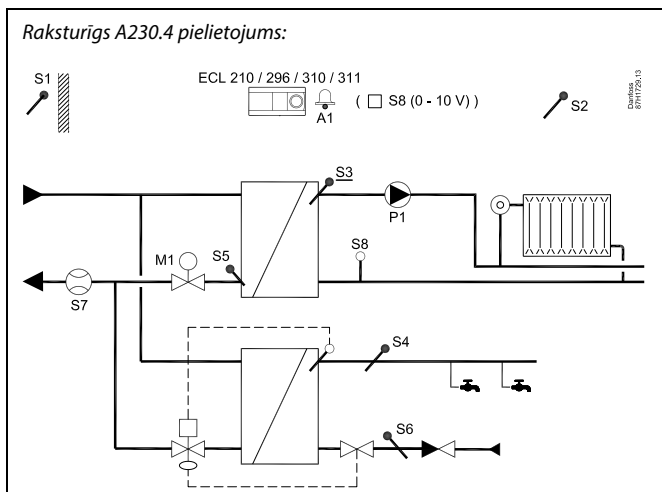 Raksturīgs A230.4 pielietojums:
S1
ECL 210 / 296 / 310 / 311
A1
( S8 (0 - 10 V) )
S2
Danfoss
87H1729.13
S3
P1
M1
S5
S8
S7
S4
S6